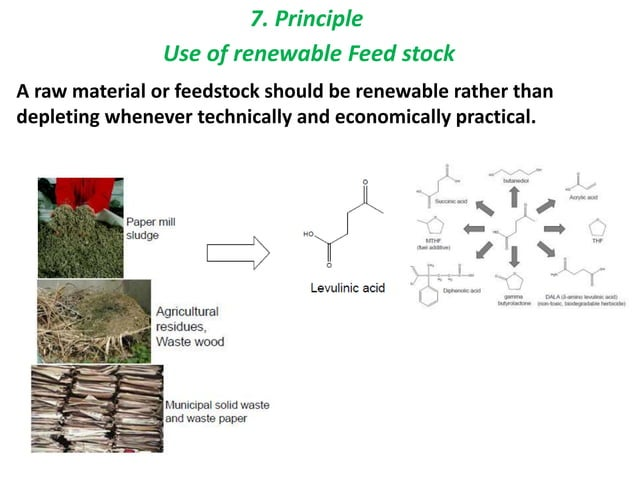 7. Principle
Use of renewable Feed stock
A raw material or feedstock should be renewable rather than
depleting whenever technically and economically practical.
Paper mill
sludge
Agricultural
residues,
Waste wood
Municipal solid waste
and waste paper
O
HO
O
Levulinic acid
Succinic acid
butanediol
Acrylic acid
MTHF
(fuel additive)
THF
Diphenolic acid
gamma
butyrolactone
DALA (δ-amino levulinic acid)
(non-toxic, biodegradable herbicide)